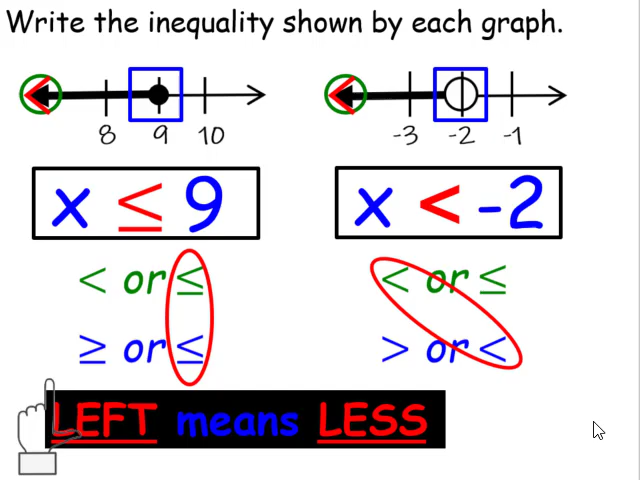 Write the inequality shown by each graph.
8 9 10 -3 -2 -1
x ≤ 9 x < -2
< or ≤ < or ≤
≥ or ≤ > or <
LEFT means LESS